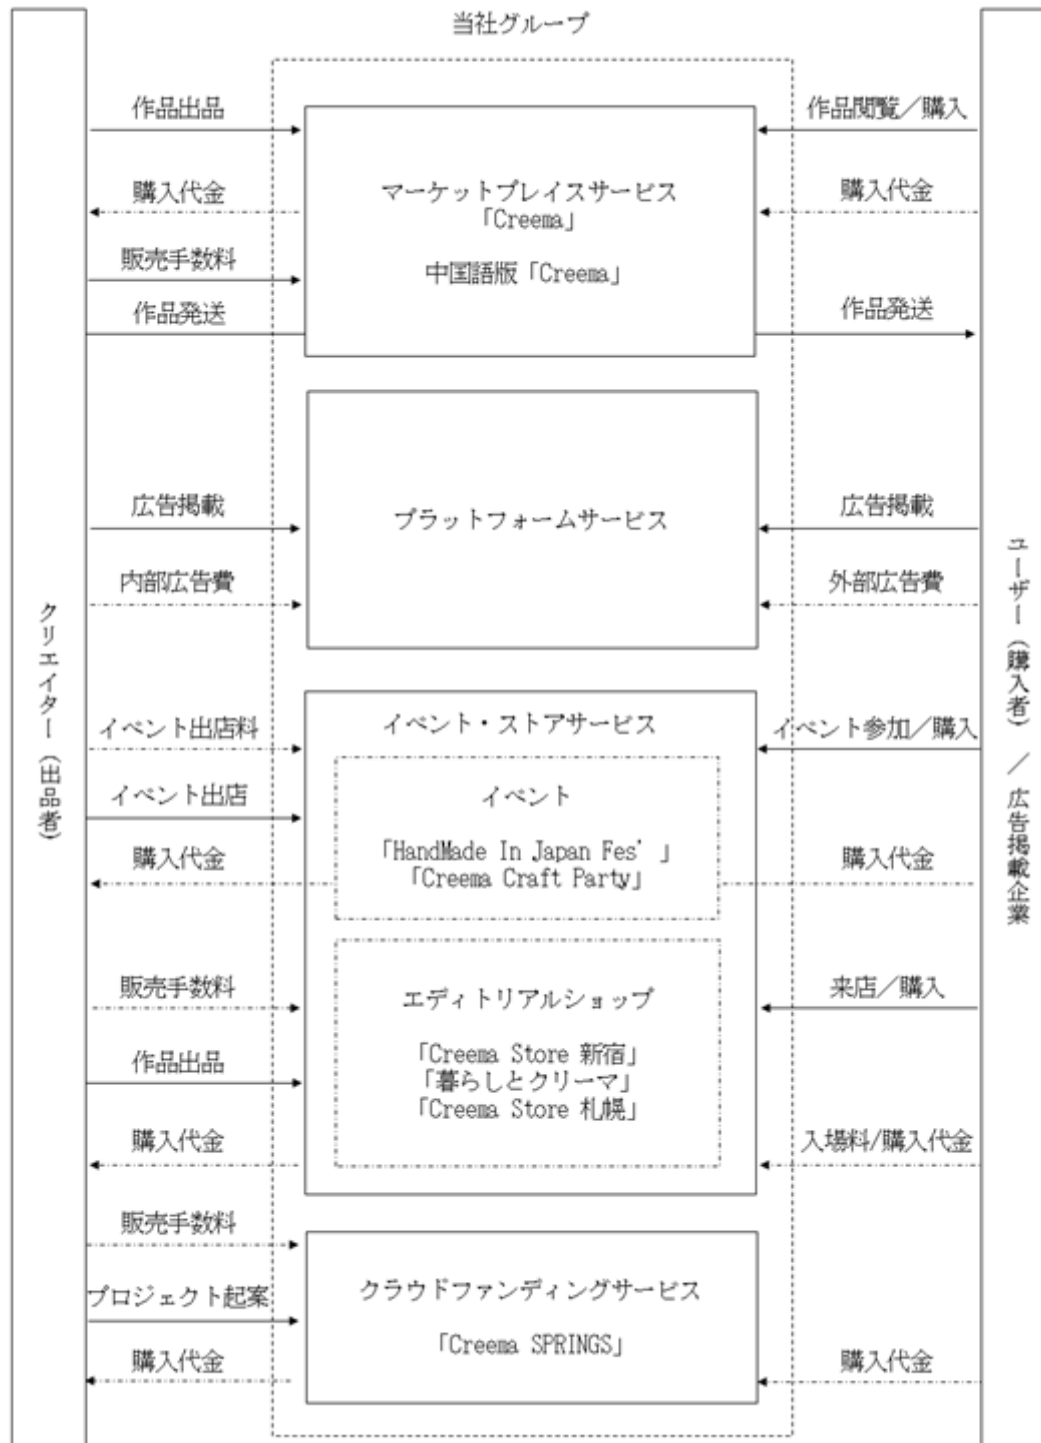 当社グループ
作品出品
作品閲覧／購入
購入代金
マーケットプレイスサービス
購入代金
「Creema」
販売手数料
中国語版「Creema」
作品発送
作品発送
広告掲載
プラットフォームサービス
広告掲載
内部広告費
外部広告費
クリエイター（出品者）
ユーザー（購入者）／広告掲載企業
イベント出店料
イベント・ストアサービス
イベント参加／購入
イベント出店
イベント
購入代金
「HandMade In Japan Fes' 」
「Creema Craft Party」
購入代金
販売手数料
エディトリアルショップ
来店／購入
作品出品
「Creema Store 新宿」
「暮らしとクリーマ」
「Creema Store 札幌」
購入代金
入場料/購入代金
販売手数料
プロジェクト起案
クラウドファンディングサービス
「Creema SPRINGS」
購入代金
購入代金